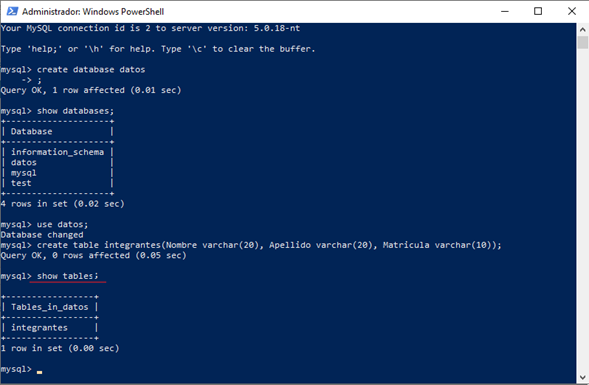 Administrador: Windows PowerShell
Your MySQL connection id is 2 to server version: 5.0.18-nt
Type 'help;' or '\h' for help. Type '\c' to clear the buffer.
mysql> create database datos
    -> ;
Query OK, 1 row affected (0.01 sec)
mysql> show databases;
+--------------------+
| Database           |
+--------------------+
| information_schema |
| datos              |
| mysql              |
| test               |
+--------------------+
4 rows in set (0.02 sec)
mysql> use datos;
Database changed
mysql> create table integrantes(Nombre varchar(20), Apellido varchar(20), Matricula varchar(10));
Query OK, 0 rows affected (0.05 sec)
mysql> show tables;
+-----------------+
| Tables_in_datos |
+-----------------+
| integrantes     |
+-----------------+
1 row in set (0.00 sec)
mysql> _